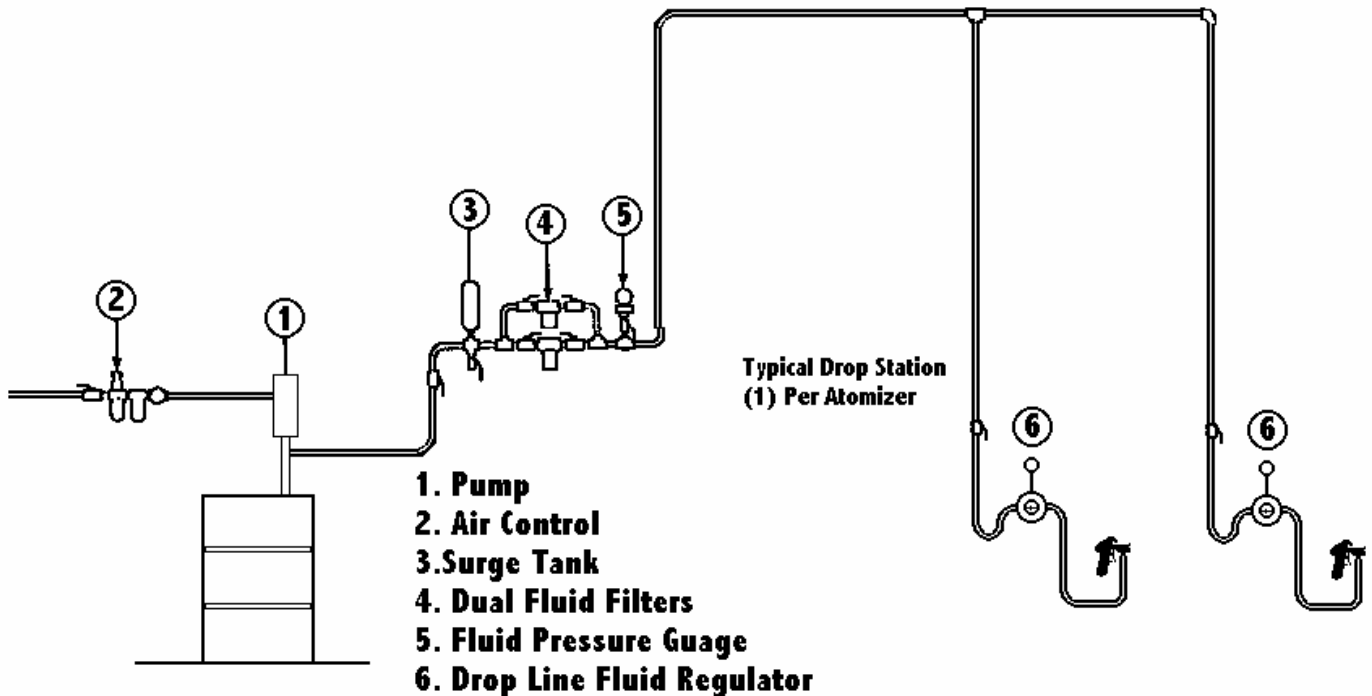 3
4
5
2
1
Typical Drop Station
(1) Per Atomizer
6
6
1. Pump
2. Air Control
3.Surge Tank
4. Dual Fluid Filters
5. Fluid Pressure Guage
6. Drop Line Fluid Regulator